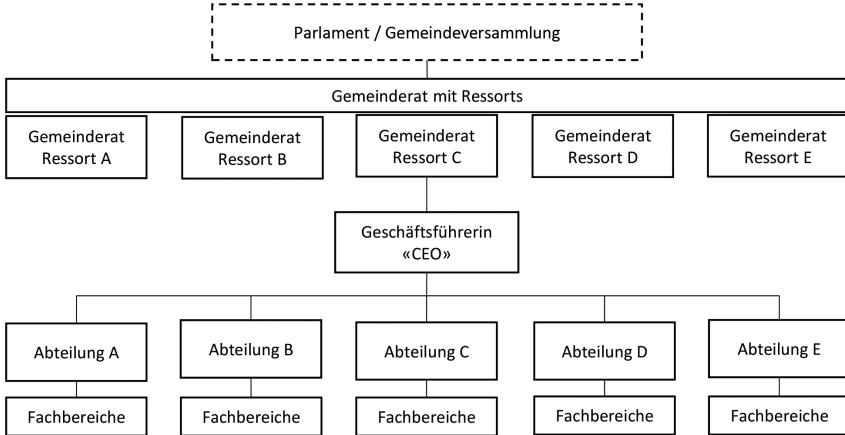 Parlament / Gemeindeversammlung
Gemeinderat mit Ressorts
Gemeinderat
Ressort A
Gemeinderat
Ressort B
Gemeinderat
Ressort C
Gemeinderat
Ressort D
Gemeinderat
Ressort E
Geschäftsführerin
«CEO»
Abteilung A
Abteilung B
Abteilung C
Abteilung D
Abteilung E
Fachbereiche
Fachbereiche
Fachbereiche
Fachbereiche
Fachbereiche